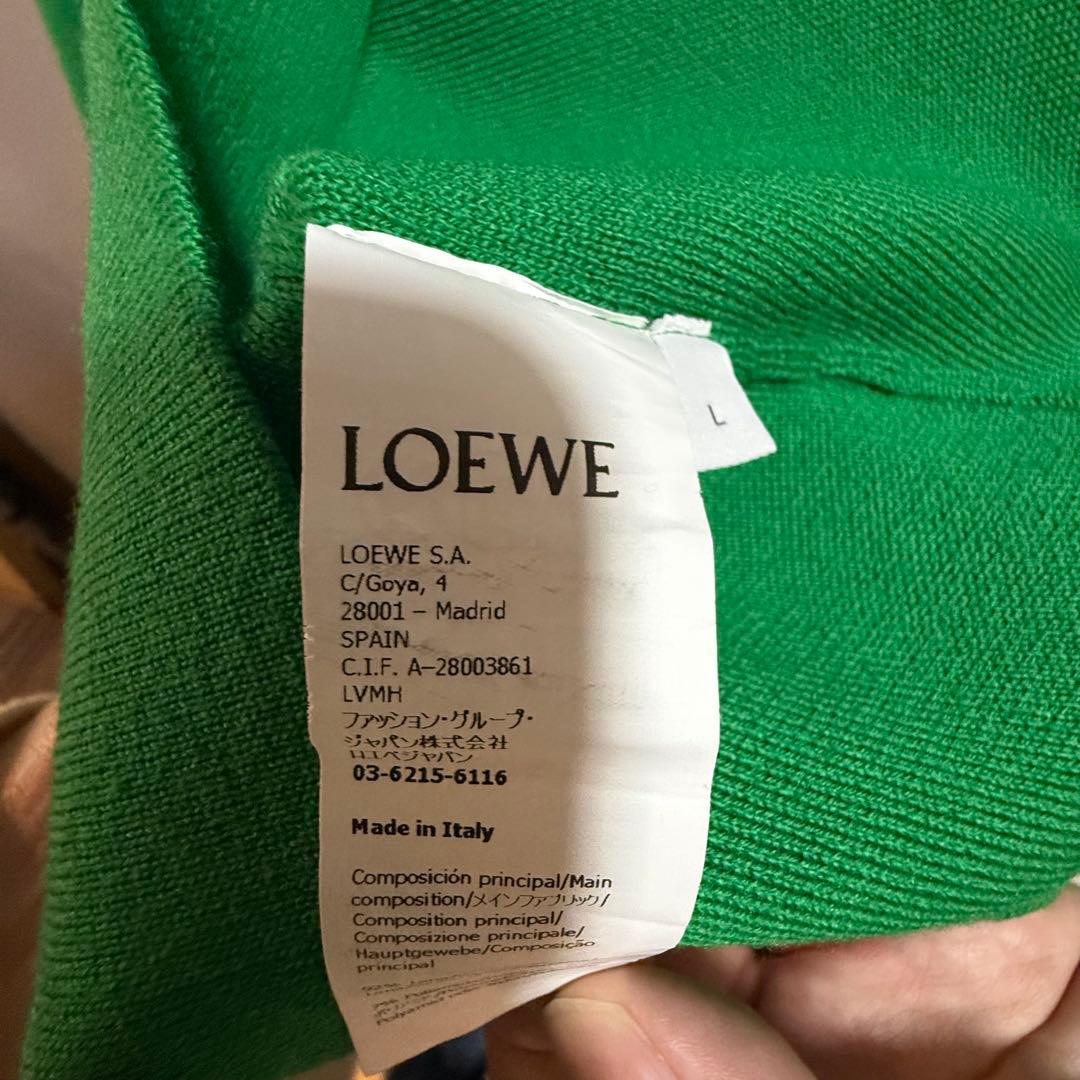 L
LOEWE
LOEWE S.A.
C/Goya, 4
28001 – Madrid
SPAIN
C.I.F. A–28003861
LVMH
ファッション・グループ・
ジャパン株式会社
ロエベジャパン
03-6215-6116
Made in Italy
Composición principal/Main
composition/メインファブリック/
Composition principal/
Composizione principale/
Hauptgewebe/Composição
principal